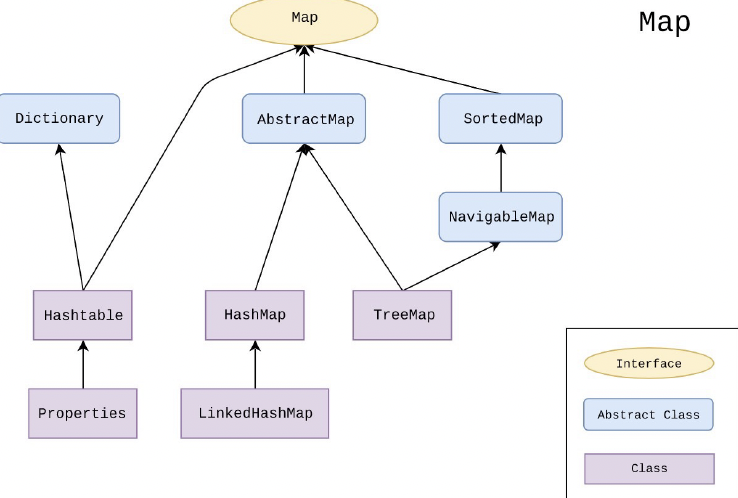 Map
Map
Dictionary
AbstractMap
SortedMap
NavigableMap
Hashtable
HashMap
TreeMap
Properties
LinkedHashMap
Interface
Abstract Class
Class